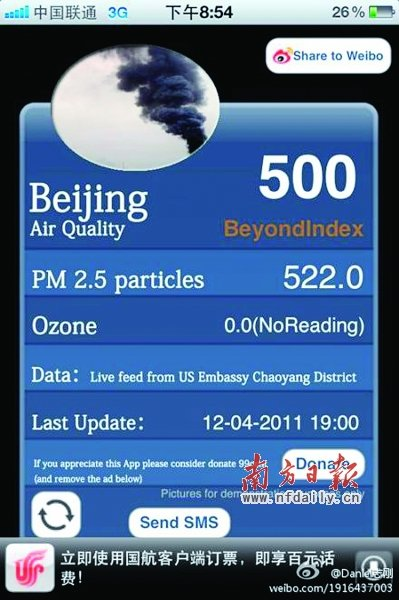 中国联通 3G 下午8:54 26%
Share to Weibo
500
Beijing
Air Quality
BeyondIndex
PM 2.5 particles 522.0
Ozone 0.0(NoReading)
Data: Live feed from US Embassy Chaoyang District
Last Update: 12-04-2011 19:00
If you appreciate this App please consider donate 99
(and remove the ad below)
Donate
南方日报
www.nfdaily.cn
Pictures for only
Send SMS
立即使用国航客户端订票，即享百元话
费！
weibo.com/1916437003